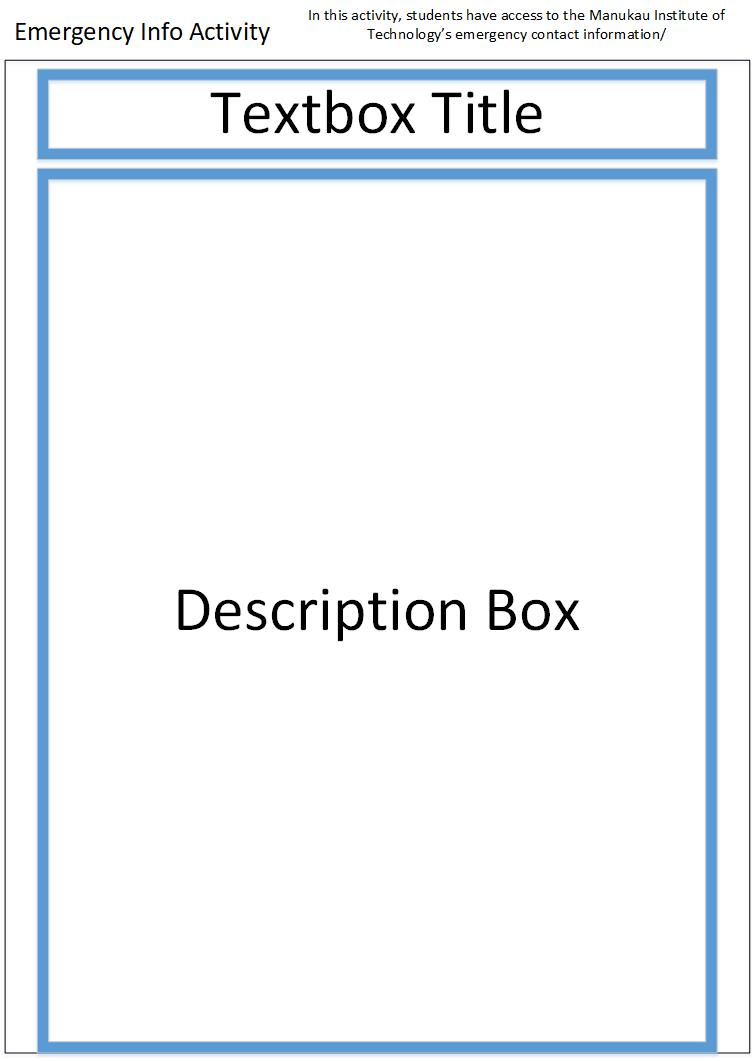 Emergency Info Activity
In this activity, students have access to the Manukau Institute of
Technology’s emergency contact information/
Textbox Title
Description Box